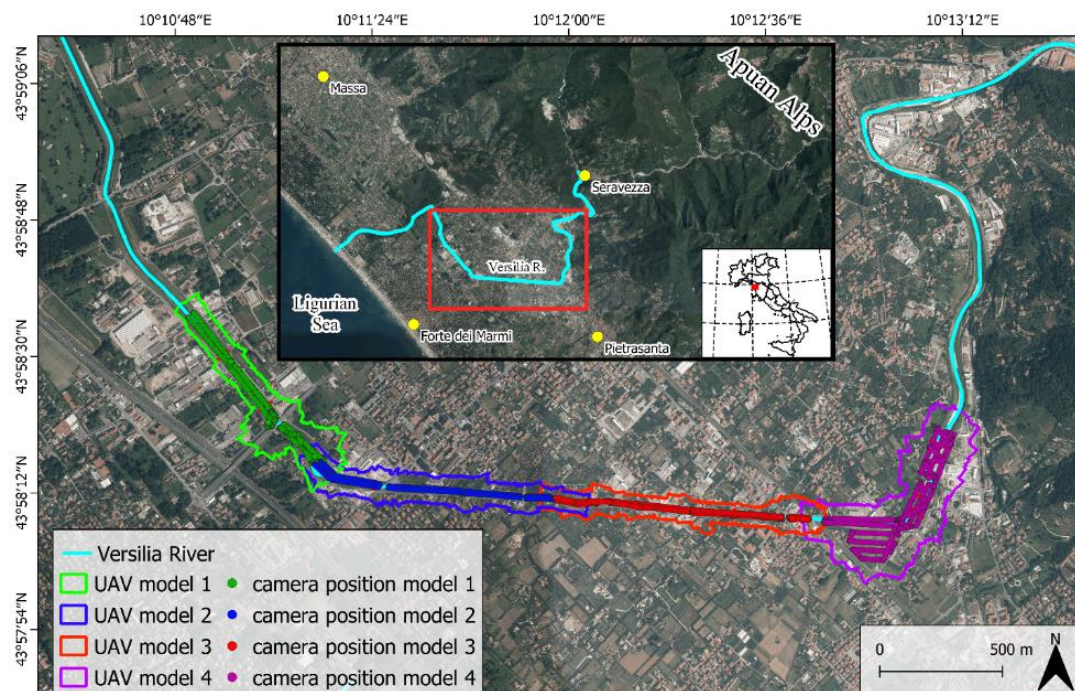 10°10′48″E 10°11′24″E 10°12′00″E 10°12′36″E 10°13′12″E
43°59′06″N
43°58′48″N
43°58′30″N
43°58′12″N
43°57′54″N
Massa
Apuan Alps
Seravezza
Versilia R.
Ligurian
Sea
Forte dei Marmi
Pietrasanta
Versilia River
UAV model 1 camera position model 1
UAV model 2 camera position model 2
UAV model 3 camera position model 3
UAV model 4 camera position model 4
0 500 m
N